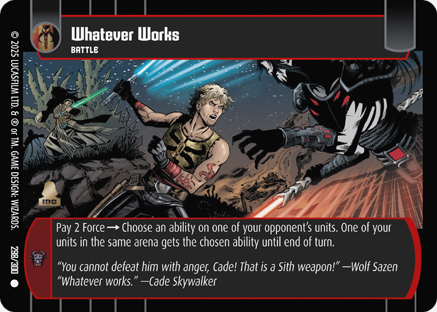 Whatever Works
BATTLE
© 2025 LUCASFILM LTD. & ® or TM. GAME DESIGN: WIZARDS.
100
Pay 2 Force → Choose an ability on one of your opponent's units. One of your
units in the same arena gets the chosen ability until end of turn.
"You cannot defeat him with anger, Cade! That is a Sith weapon!" —Wolf Sazen
"Whatever works." —Cade Skywalker